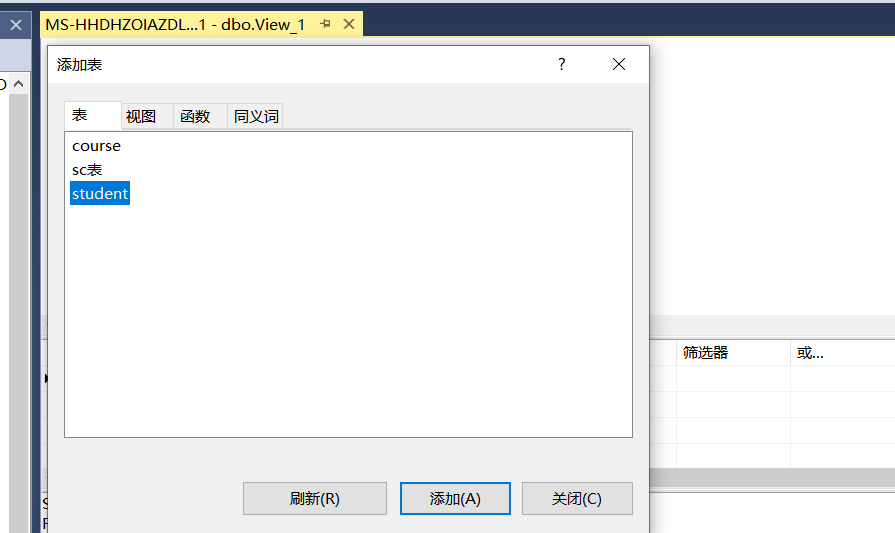 MS-HHDHZOIAZDL...1 - dbo.View_1
添加表
?
表 视图 函数 同义词
course
sc表
student
筛选器 或...
刷新(R) 添加(A) 关闭(C)